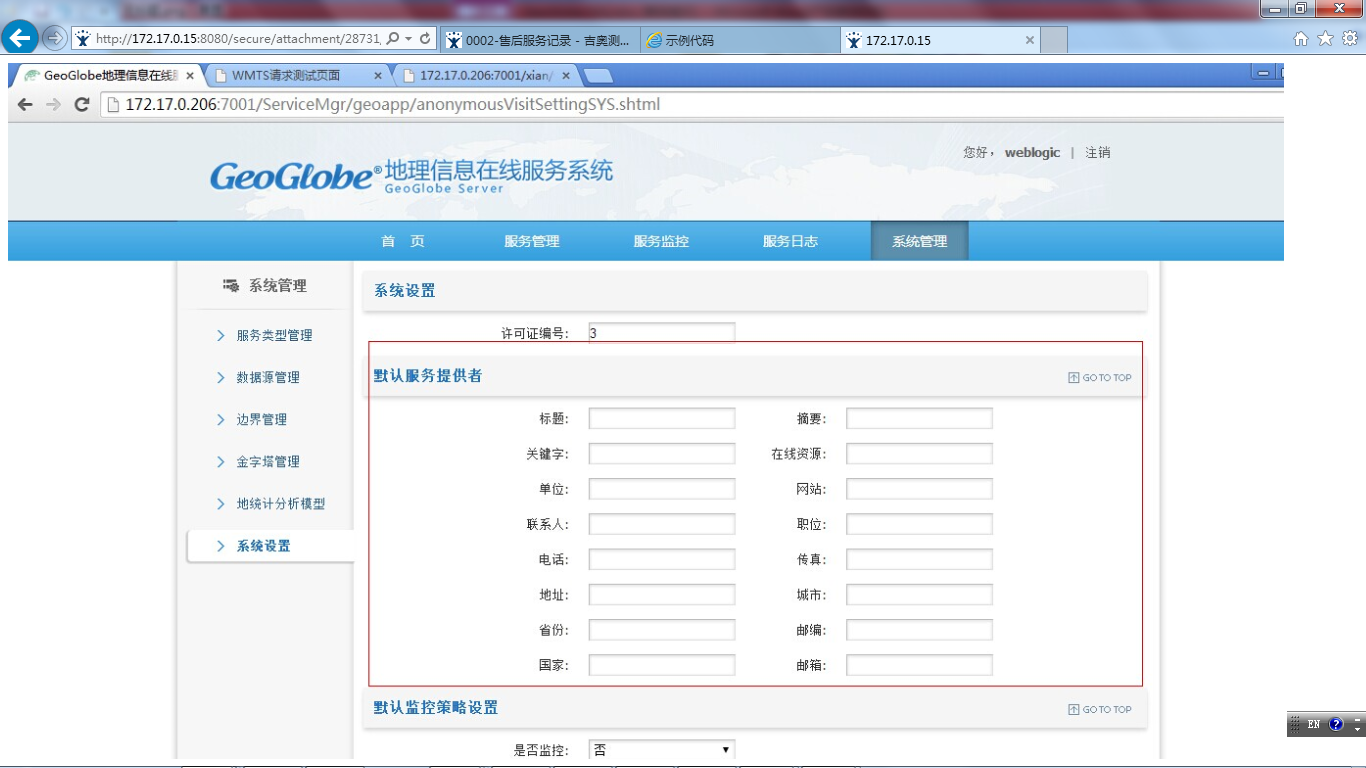 http://172.17.0.15:8080/secure/attachment/28731
0002-售后服务记录 - 吉奥测...
示例代码
172.17.0.15
GeoGlobe地理信息在线
WMTS请求测试页面
172.17.0.206:7001/xian/
172.17.0.206:7001/ServiceMgr/geoapp/anonymousVisitSettingSYS.shtml
GeoGlobe®地理信息在线服务系统
GeoGlobe Server
您好， weblogic | 注销
首 页 服务管理 服务监控 服务日志 系统管理
系统管理
服务类型管理
数据源管理
边界管理
金字塔管理
地统计分析模型
系统设置
系统设置
许可证编号: 3
默认服务提供者 GO TO TOP
标题: 摘要:
关键字: 在线资源:
单位: 网站:
联系人: 职位:
电话: 传真:
地址: 城市:
省份: 邮编:
国家: 邮箱:
默认监控策略设置 GO TO TOP
是否监控: 否
EN